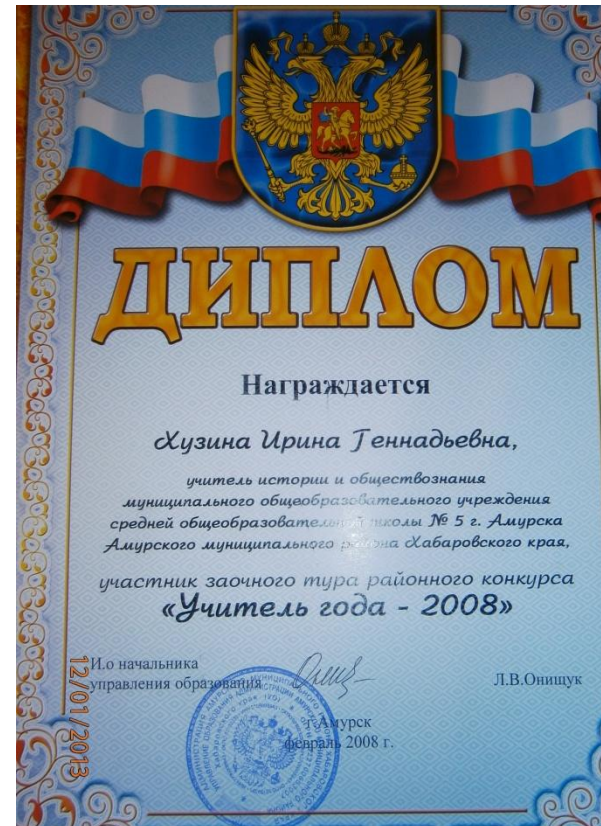 ДИПЛОМ
Награждается
Хузина Ирина Геннадьевна,
учитель истории и обществознания
муниципального общеобразовательного учреждения
средней общеобразовательной школы № 5 г. Амурска
Амурского муниципального района Хабаровского края,
участник заочного тура районного конкурса
«Учитель года - 2008»
И.о начальника
управления образования
Л.В.Онищук
г.Амурск
февраль 2008 г.
12/01/2013